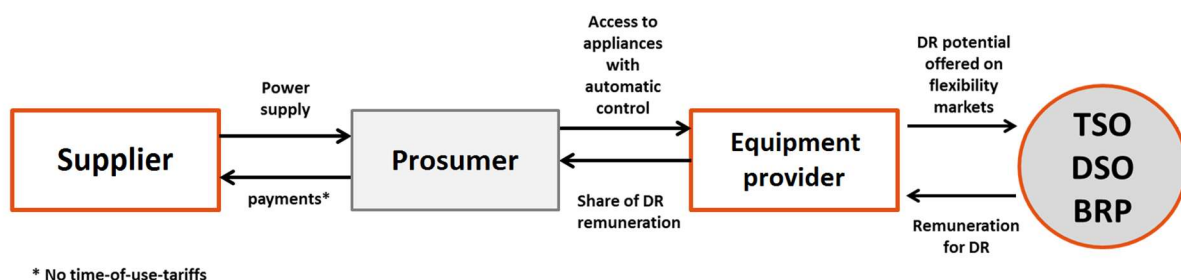 Supplier
Power
supply
payments*
Prosumer
Access to
appliances
with
automatic
control
Share of DR
remuneration
Equipment
provider
DR potential
offered on
flexibility
markets
Remuneration
for DR
TSO
DSO
BRP
* No time-of-use-tariffs